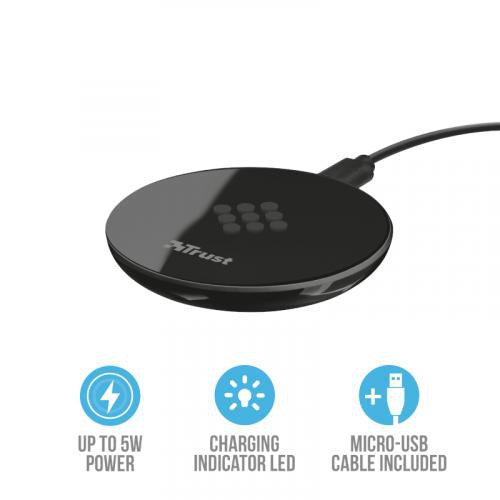 Trust
UP TO 5W
POWER
CHARGING
INDICATOR LED
MICRO-USB
CABLE INCLUDED